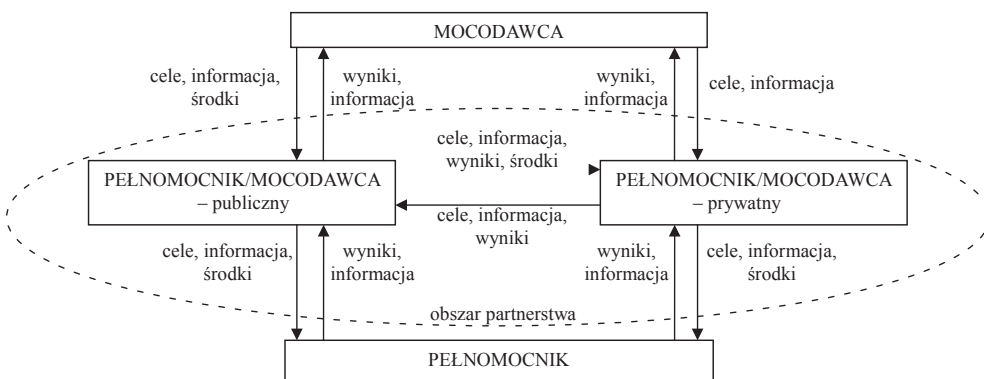 MOCODAWCA
cele, informacja,
środki
wyniki,
informacja
wyniki,
informacja
cele, informacja
cele, informacja,
wyniki, środki
PEŁNOMOCNIK/MOCODAWCA
– publiczny
PEŁNOMOCNIK/MOCODAWCA
– prywatny
cele, informacja,
wyniki
cele, informacja,
środki
wyniki,
informacja
wyniki,
informacja
cele, informacja,
środki
obszar partnerstwa
PEŁNOMOCNIK